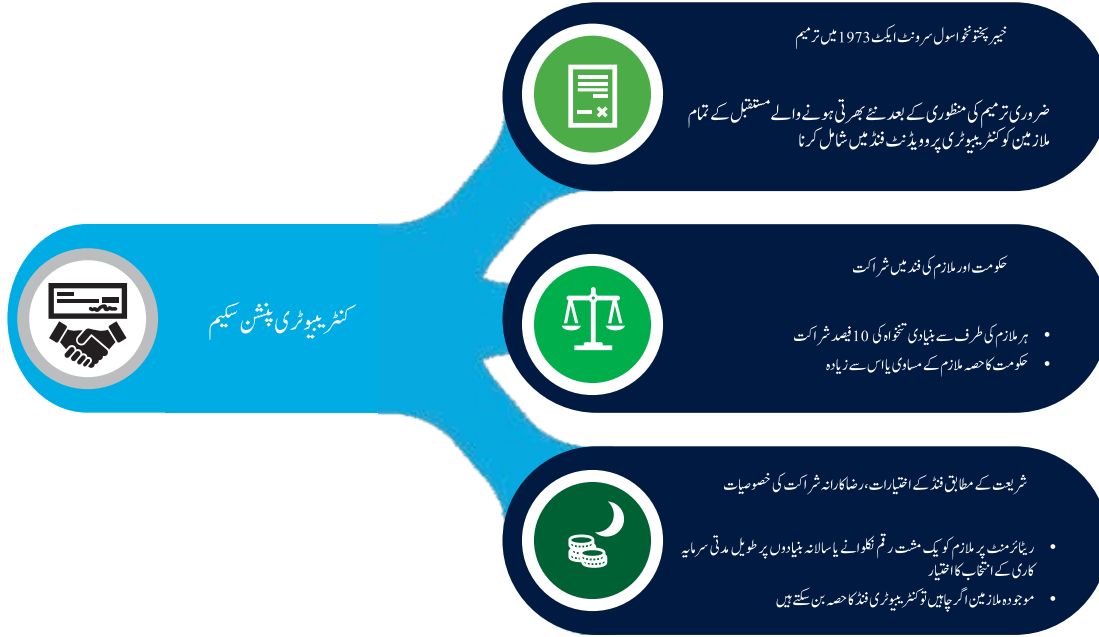 خیبر پختونخوا سول سرونٹ ایکٹ 1973 میں ترمیم
ضروری ترمیم کی منظوری کے بعد نئے بھرتی ہونے والے مستقبل کے تمام
ملازمین کو کنٹریبیوٹری پروویڈنٹ فنڈ میں شامل کرنا
کنٹریبیوٹری پنشن سکیم
حکومت اور ملازم کی فند میں شراکت
• ہر ملازم کی طرف سے بنیادی تنخواہ کی 10 فیصد شراکت
• حکومت کا حصہ ملازم کے مساوی یا اس سے زیادہ
شریعت کے مطابق فنڈ کے اختیارات، رضاکارانہ شراکت کی خصوصیات
• ریٹائرمنٹ پر ملازم کو یک مشت رقم نکلوانے یا سالانہ بنیادوں پر طویل مدتی سرمایہ
کاری کے انتخاب کا اختیار
• موجودہ ملازمین اگر چاہیں تو کنٹریبیوٹری فنڈ کا حصہ بن سکتے ہیں